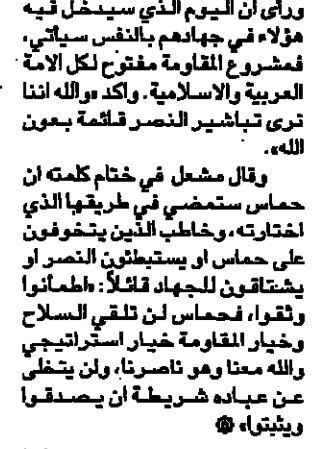 ورأى ان اليوم الذي سيدخل فيه
هؤلاء في جهادهم بالنفس سيأتي،
فمشروع المقاومة مفتوح لكل الامة
العربية والاسلامية. واكد «والله اننا
نرى تباشير النصر قائمة بعون
الله».
وقال مشعل في ختام كلمته ان
حماس ستمضي في طريقها الذي
اختارته، وخاطب الذين يتخوفون
على حماس او يستبطئون النصر او
يشتاقون للجهاد قائلاً: «اطمأنوا
وثقوا، فحماس لن تلقي السلاح
وخيار المقاومة خيار استراتيجي
والله معنا وهو ناصرنا، ولن يتخلى
عن عباده شريطة ان يصدقوا
ويثبتوا»